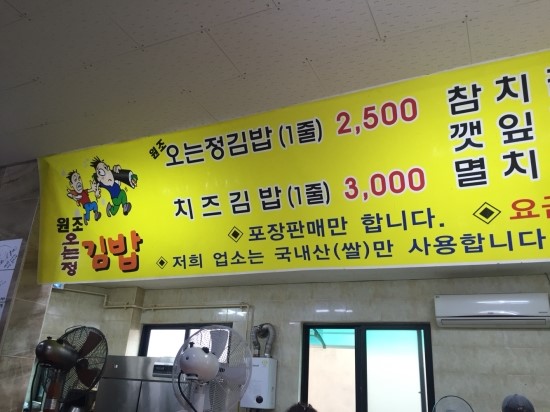 원조 오는정김밥(1줄) 2,500
치즈김밥(1줄) 3,000
참치
깻잎
멸치
◈ 포장판매만 합니다. ◈ 요금
◈ 저희 업소는 국내산(쌀)만 사용합니다
원조
오는정
김밥